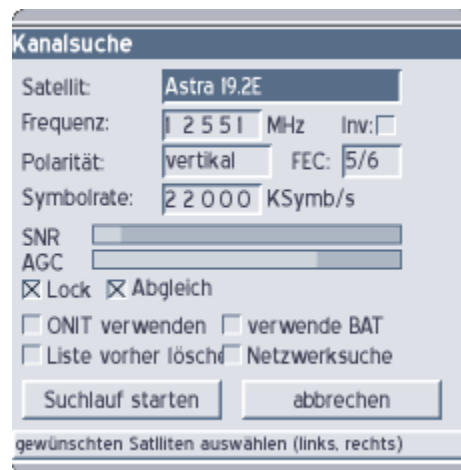 Kanalsuche
Satellit: Astra 19.2E
Frequenz: 12551 MHz Inv:
Polarität: vertikal FEC: 5/6
Symbolrate: 22000 KSymb/s
SNR
AGC
Lock Abgleich
ONIT verwenden verwende BAT
Liste vorher lösche Netzwerksuche
Suchlauf starten abbrechen
gewünschten Satlliten auswählen (links, rechts)